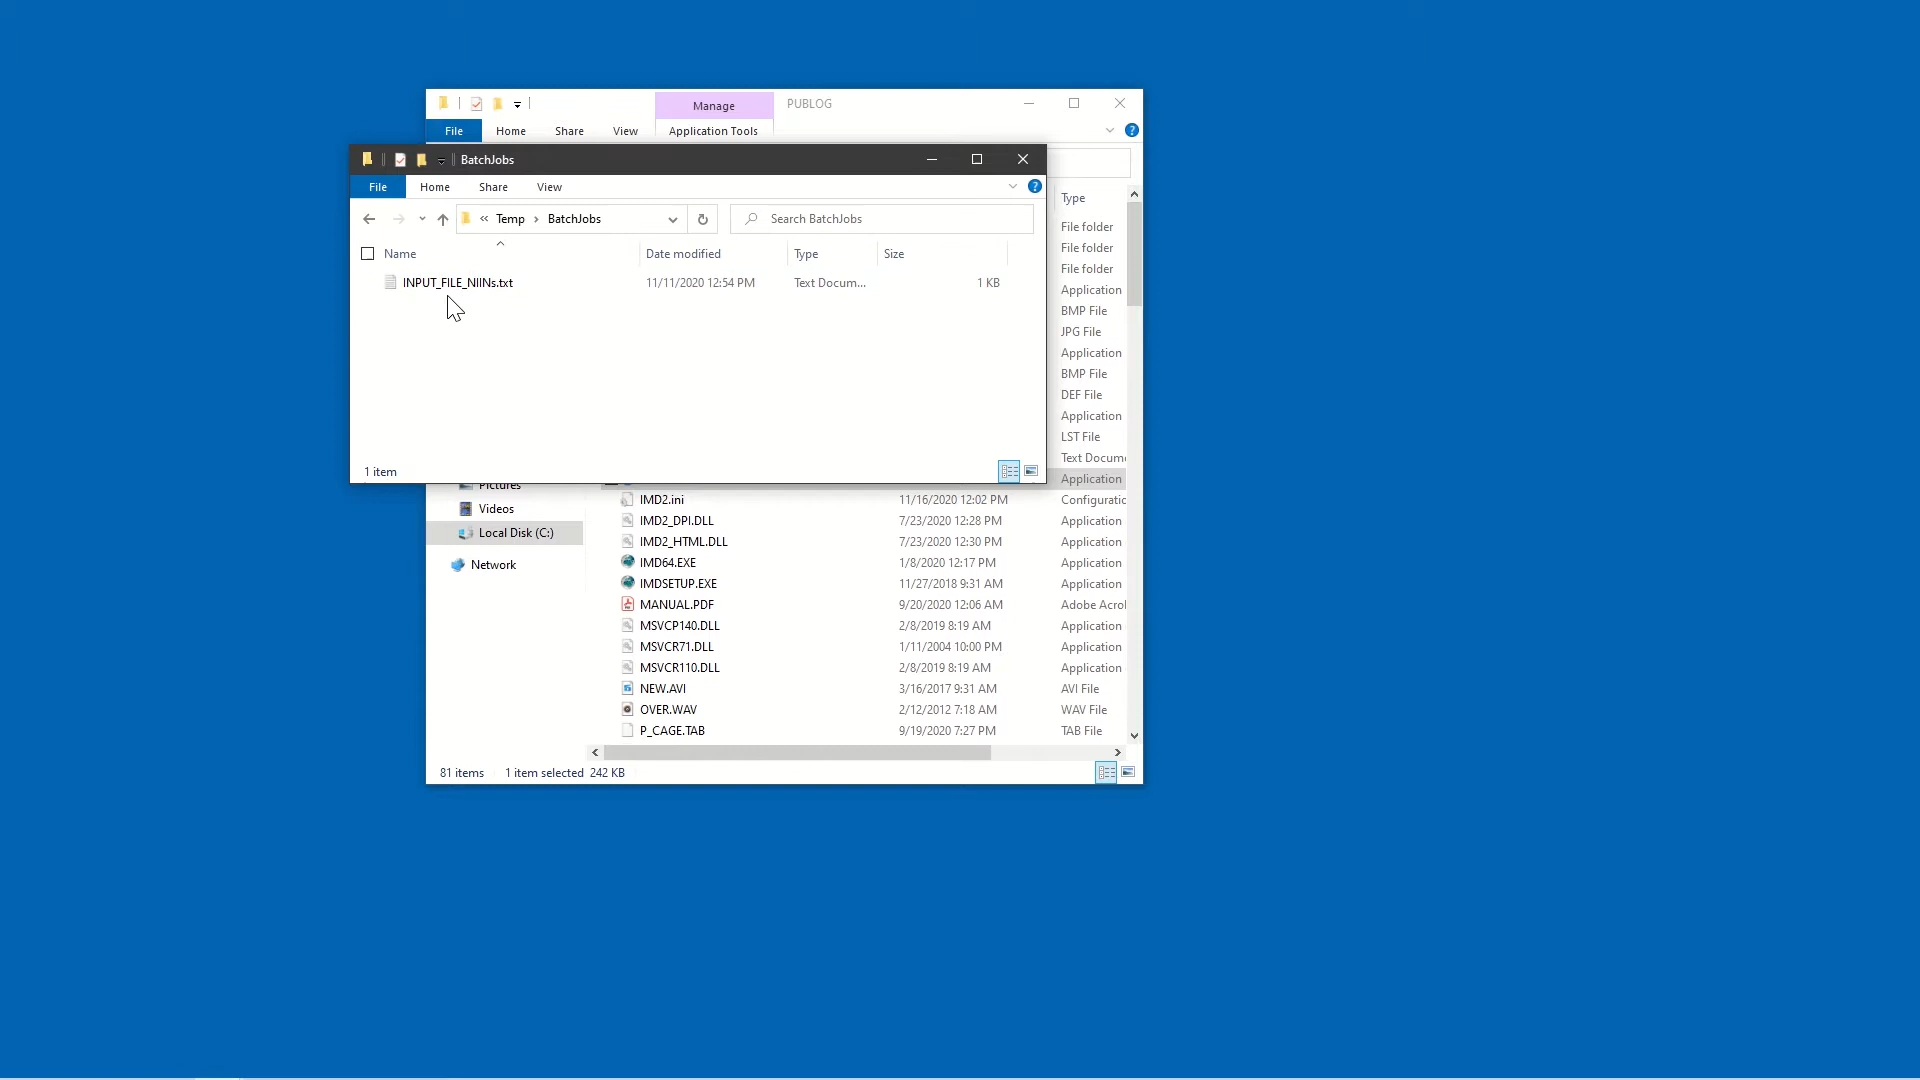 Manage
PUBLOG
File
Home
Share
View
Application Tools
BatchJobs
File
Home
Share
View
Temp
BatchJobs
Search BatchJobs
Name
Date modified
Type
Size
INPUT_FILE_NIINs.txt
11/11/2020 12:54 PM
Text Docum...
1 KB
1 item
Type
File folder
File folder
File folder
Application
BMP File
JPG File
Application
BMP File
DEF File
Application
LST File
Text Docume
Application
Pictures
Videos
Local Disk (C:)
Network
IMD2.ini 11/16/2020 12:02 PM Configuratio
IMD2_DPI.DLL 7/23/2020 12:28 PM Application
IMD2_HTML.DLL 7/23/2020 12:30 PM Application
IMD64.EXE 1/8/2020 12:17 PM Application
IMDSETUP.EXE 11/27/2018 9:31 AM Application
MANUAL.PDF 9/20/2020 12:06 AM Adobe Acrol
MSVCP140.DLL 2/8/2019 8:19 AM Application
MSVCR71.DLL 1/11/2004 10:00 PM Application
MSVCR110.DLL 2/8/2019 8:19 AM Application
NEW.AVI 3/16/2017 9:31 AM AVI File
OVER.WAV 2/12/2012 7:18 AM WAV File
P_CAGE.TAB 9/19/2020 7:27 PM TAB File
81 items 1 item selected 242 KB